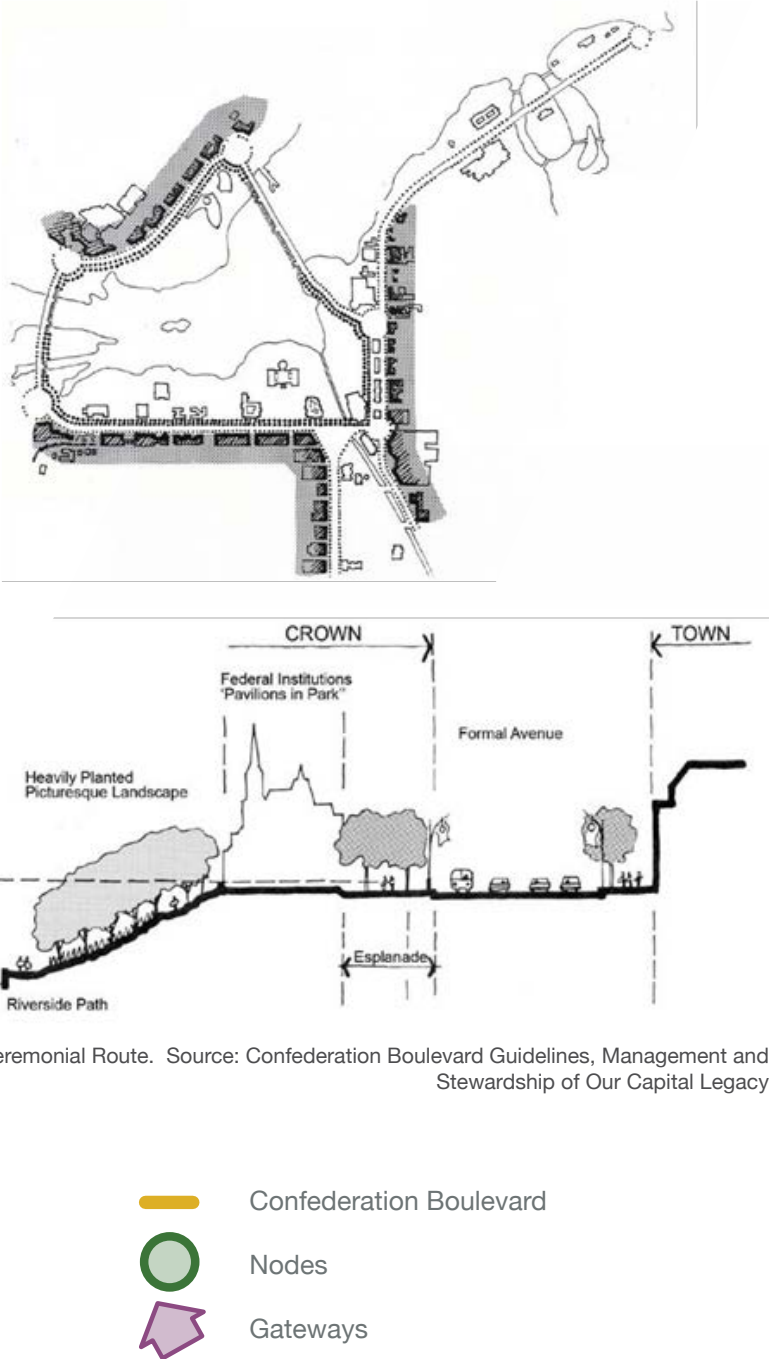 CROWN
TOWN
Federal Institutions
"Pavilions in Park"
Formal Avenue
Heavily Planted
Picturesque Landscape
Esplanade
Riverside Path
eremonial Route. Source: Confederation Boulevard Guidelines, Management and
Stewardship of Our Capital Legacy
Confederation Boulevard
Nodes
Gateways